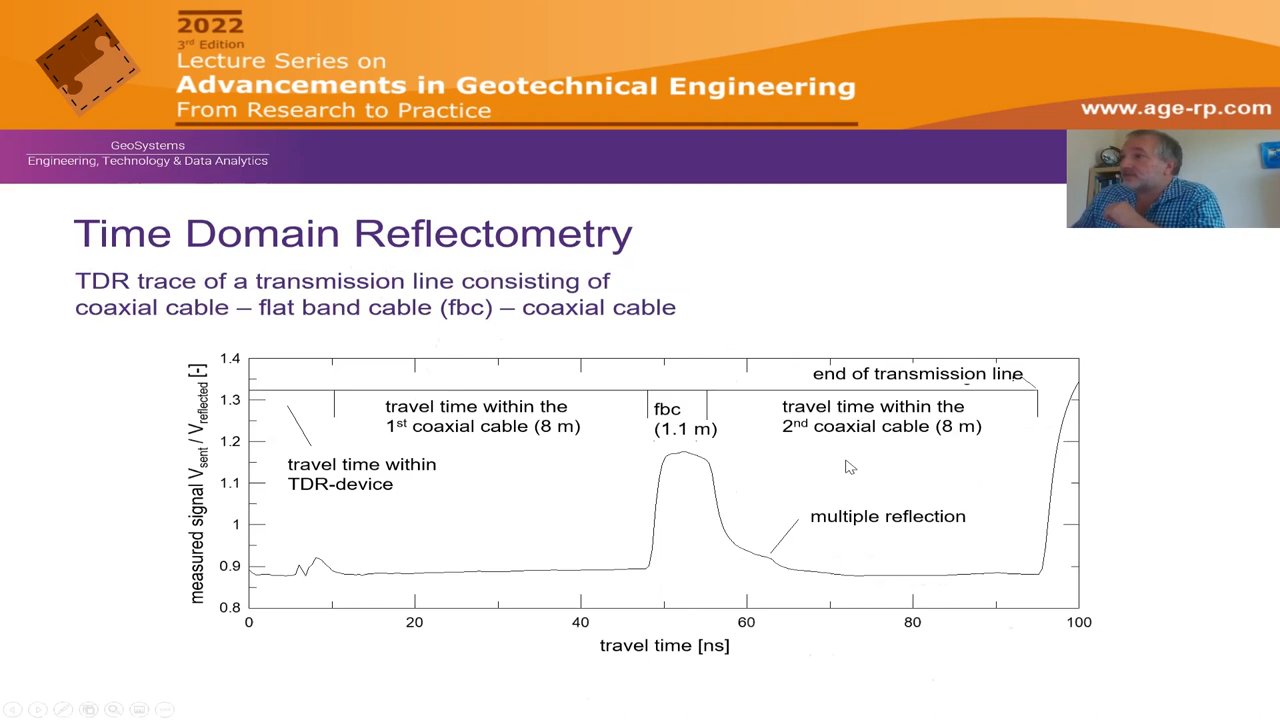 2022
3rd Edition
Lecture Series on
Advancements in Geotechnical Engineering
From Research to Practice
www.age-rp.com
GeoSystems
Engineering, Technology & Data Analytics
Time Domain Reflectometry
TDR trace of a transmission line consisting of
coaxial cable – flat band cable (fbc) – coaxial cable
measured signal Vsent / Vreflected [-]
1.4
1.3
1.2
1.1
1
0.9
0.8
end of transmission line
travel time within the
1st coaxial cable (8 m)
fbc
(1.1 m)
travel time within the
2nd coaxial cable (8 m)
travel time within
TDR-device
multiple reflection
0
20
40
60
80
100
travel time [ns]